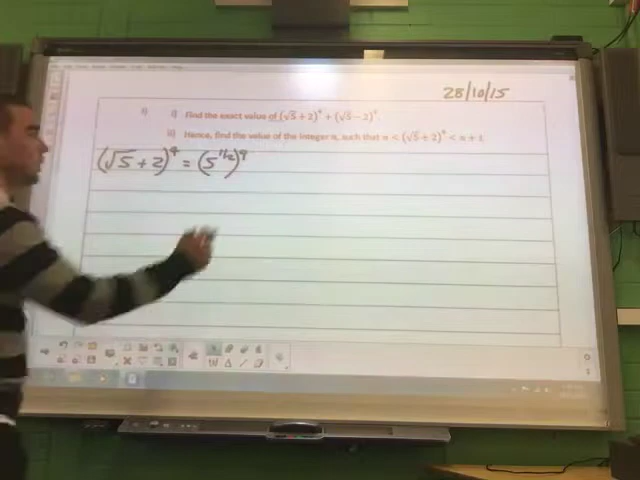 28/10/15
i) Find the exact value of (√5 + 2)⁴ + (√5 − 2)⁴.
ii) Hence, find the value of the integer n, such that n < (√5 + 2)⁴ < n + 1
(√5 + 2)⁴ = (5^{1/2})⁴